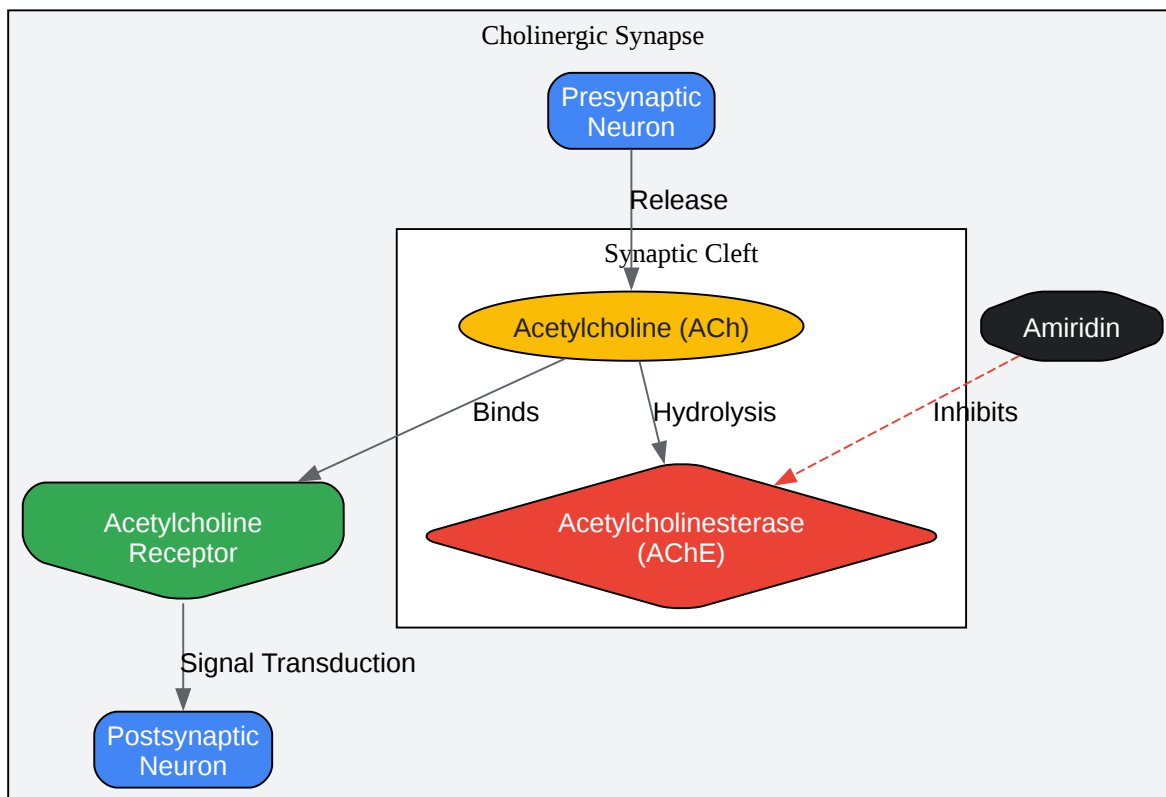 Cholinergic Synapse
Presynaptic
Neuron
Release
Synaptic Cleft
Acetylcholine (ACh)
Amiridin
Binds
Hydrolysis
Inhibits
Acetylcholine
Receptor
Acetylcholinesterase
(AChE)
Signal Transduction
Postsynaptic
Neuron